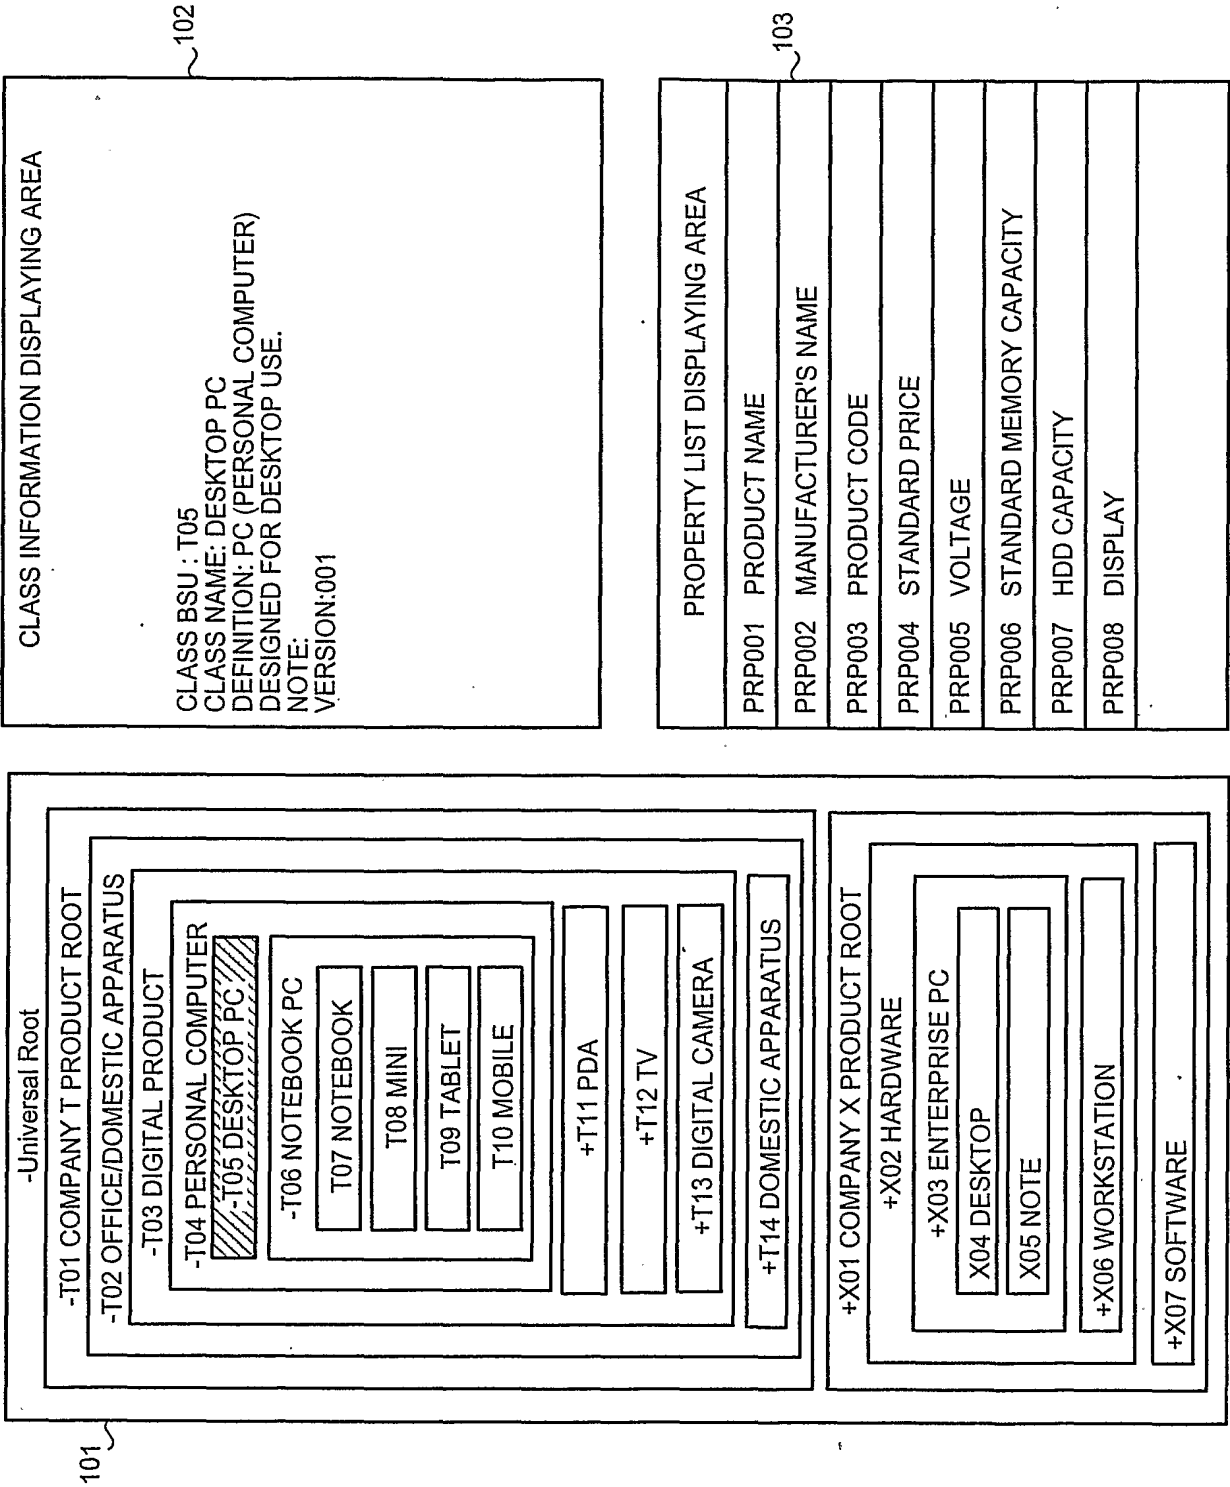 101
-Universal Root
-T01 COMPANY T PRODUCT ROOT
-T02 OFFICE/DOMESTIC APPARATUS
-T03 DIGITAL PRODUCT
-T04 PERSONAL COMPUTER
-T05 DESKTOP PC
-T06 NOTEBOOK PC
T07 NOTEBOOK
T08 MINI
T09 TABLET
T10 MOBILE
+T11 PDA
+T12 TV
+T13 DIGITAL CAMERA
+T14 DOMESTIC APPARATUS
+X01 COMPANY X PRODUCT ROOT
+X02 HARDWARE
+X03 ENTERPRISE PC
X04 DESKTOP
X05 NOTE
+X06 WORKSTATION
+X07 SOFTWARE
102
CLASS INFORMATION DISPLAYING AREA
CLASS BSU : T05
CLASS NAME: DESKTOP PC
DEFINITION: PC (PERSONAL COMPUTER)
DESIGNED FOR DESKTOP USE.
NOTE:
VERSION:001
103
PROPERTY LIST DISPLAYING AREA
PRP001 PRODUCT NAME
PRP002 MANUFACTURER'S NAME
PRP003 PRODUCT CODE
PRP004 STANDARD PRICE
PRP005 VOLTAGE
PRP006 STANDARD MEMORY CAPACITY
PRP007 HDD CAPACITY
PRP008 DISPLAY